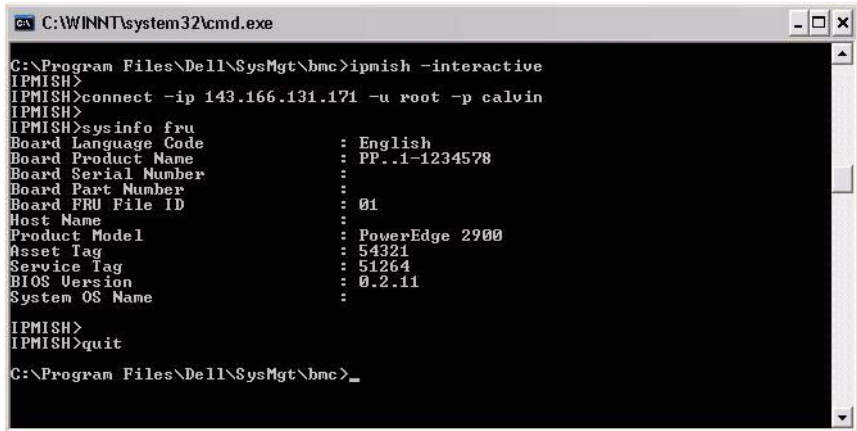 C:\WINNT\system32\cmd.exe
C:\Program Files\Dell\SysMgt\bmc>ipmish -interactive
IPMISH>
IPMISH>connect -ip 143.166.131.171 -u root -p calvin
IPMISH>
IPMISH>sysinfo fru
Board Language Code : English
Board Product Name : PP..1-1234578
Board Serial Number :
Board Part Number :
Board FRU File ID : 01
Host Name :
Product Model : PowerEdge 2900
Asset Tag : 54321
Service Tag : 51264
BIOS Version : 0.2.11
System OS Name :
IPMISH>
IPMISH>quit
C:\Program Files\Dell\SysMgt\bmc>_